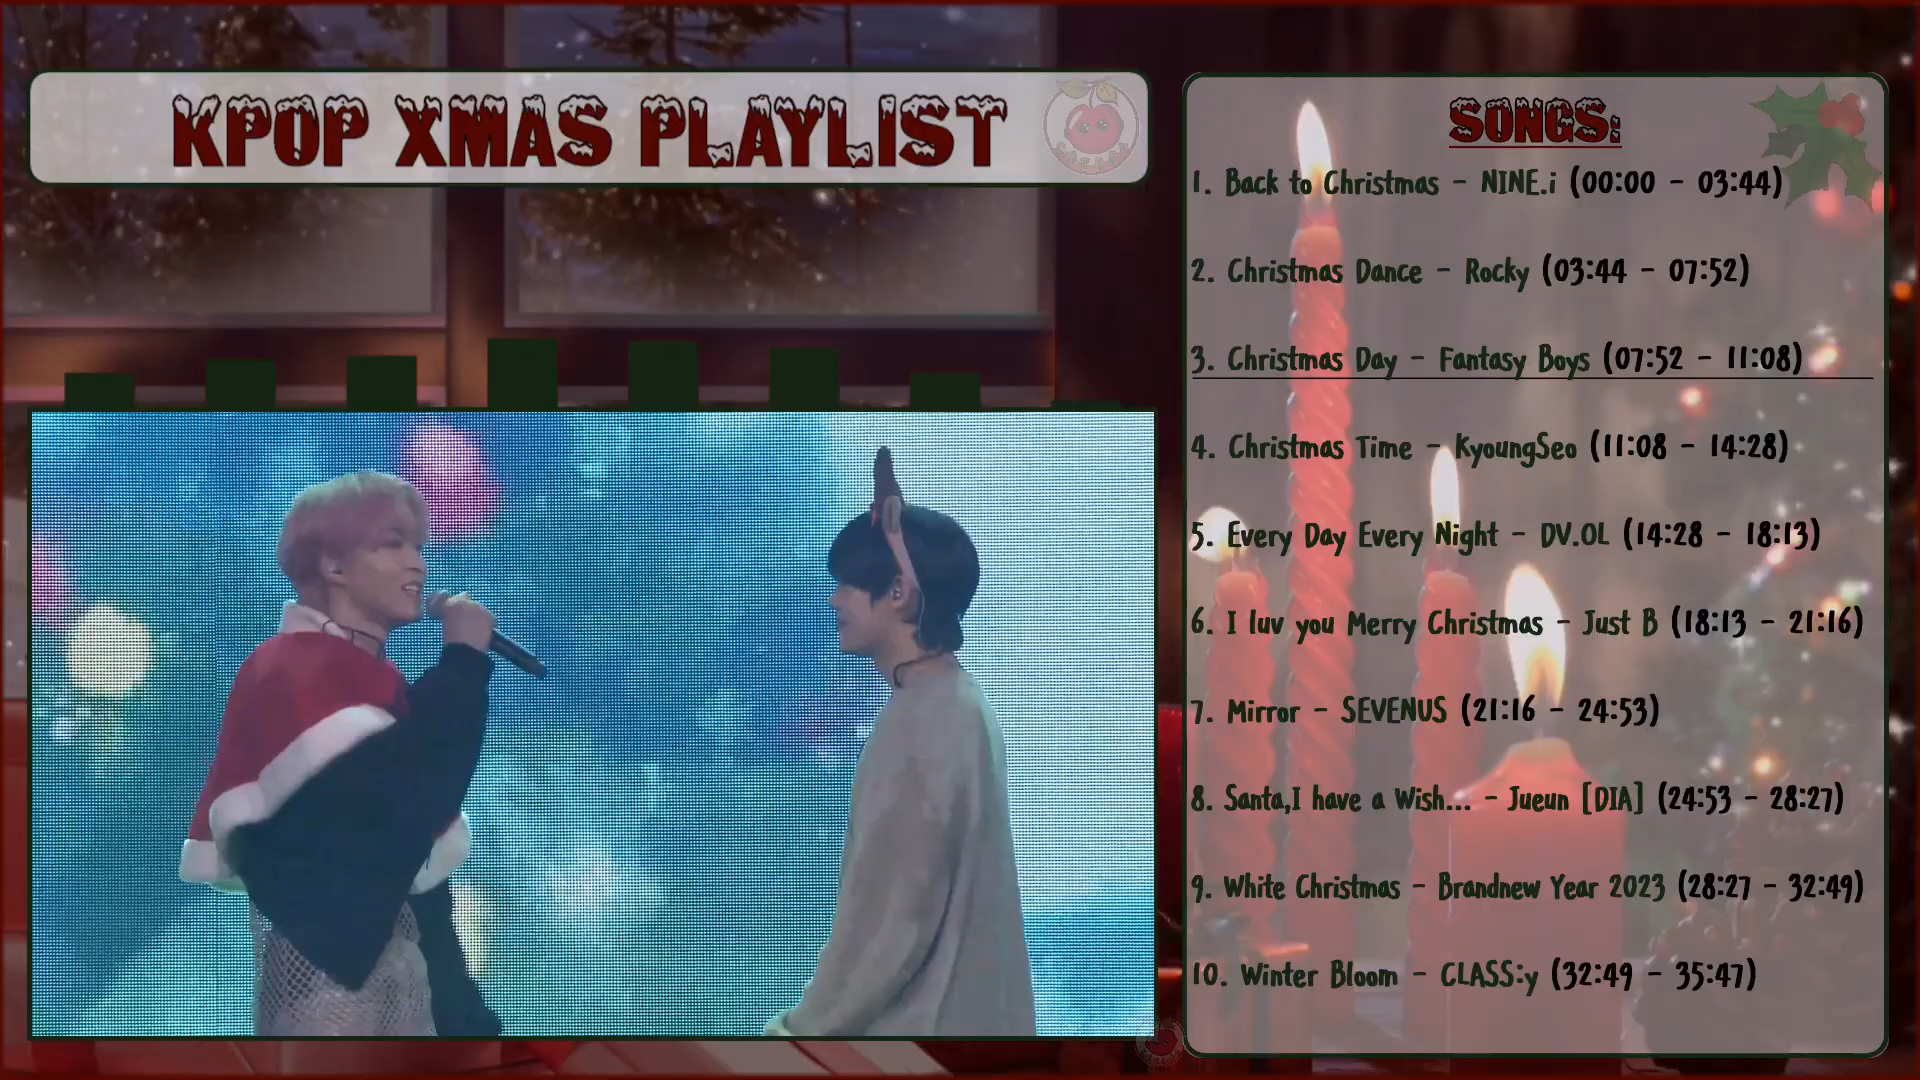 KPOP XMAS PLAYLIST
SONGS:
1. Back to Christmas - NINE.i (00:00 - 03:44)
2. Christmas Dance - Rocky (03:44 - 07:52)
3. Christmas Day - Fantasy Boys (07:52 - 11:08)
4. Christmas Time - KyoungSeo (11:08 - 14:28)
5. Every Day Every Night - DV.OL (14:28 - 18:13)
6. I luv you Merry Christmas - Just B (18:13 - 21:16)
7. Mirror - SEVENUS (21:16 - 24:53)
8. Santa,I have a Wish... - Jueun [DIA] (24:53 - 28:27)
9. White Christmas - Brandnew Year 2023 (28:27 - 32:49)
10. Winter Bloom - CLASS:y (32:49 - 35:47)